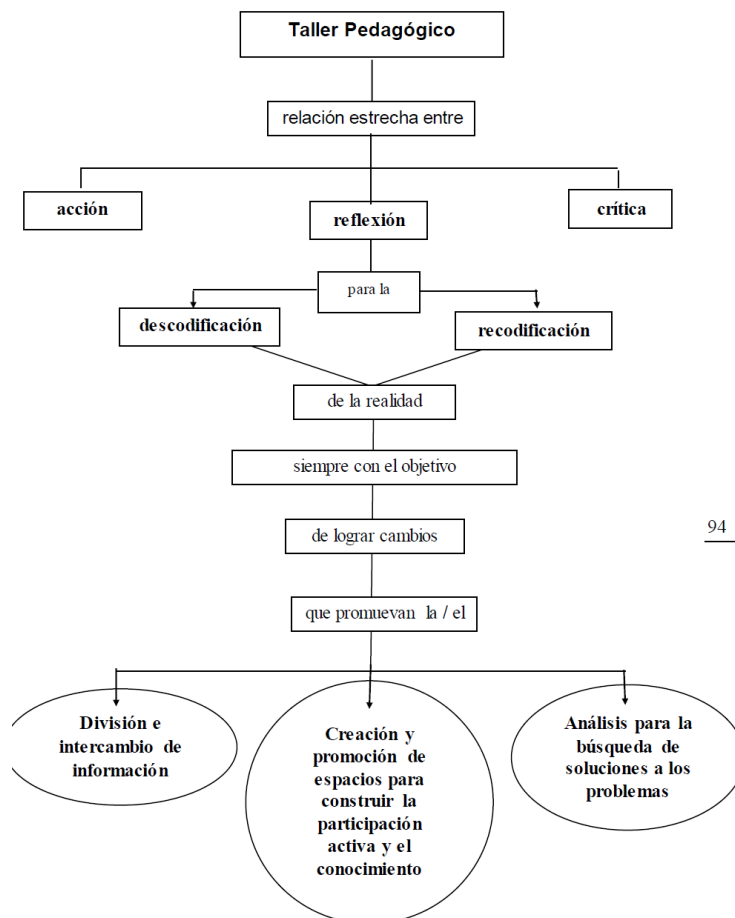 Taller Pedagógico
relación estrecha entre
acción
reflexión
crítica
para la
descodificación
recodificación
de la realidad
siempre con el objetivo
de lograr cambios
94
que promuevan la / el
División e
intercambio de
información
Creación y
promoción de
espacios para
construir la
participación
activa y el
conocimiento
Análisis para la
búsqueda de
soluciones a los
problemas